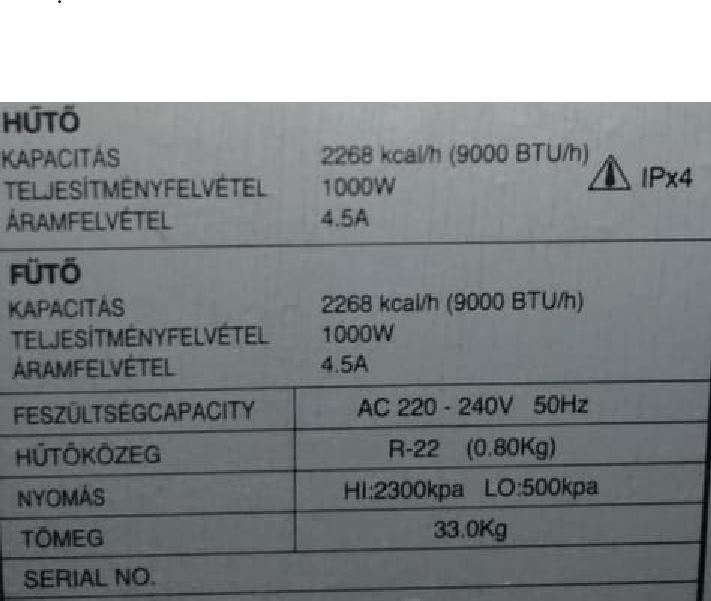 HŰTŐ
KAPACITÁS 2268 kcal/h (9000 BTU/h)
TELJESÍTMÉNYFELVÉTEL 1000W IPx4
ÁRAMFELVÉTEL 4.5A
FŰTŐ
KAPACITÁS 2268 kcal/h (9000 BTU/h)
TELJESÍTMÉNYFELVÉTEL 1000W
ÁRAMFELVÉTEL 4.5A
FESZÜLTSÉGCAPACITY AC 220 - 240V 50Hz
HŰTŐKÖZEG R-22 (0.80Kg)
NYOMÁS HI:2300kpa LO:500kpa
TÖMEG 33.0Kg
SERIAL NO.